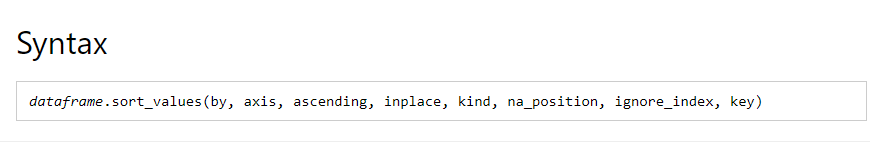 Syntax
dataframe.sort_values(by, axis, ascending, inplace, kind, na_position, ignore_index, key)